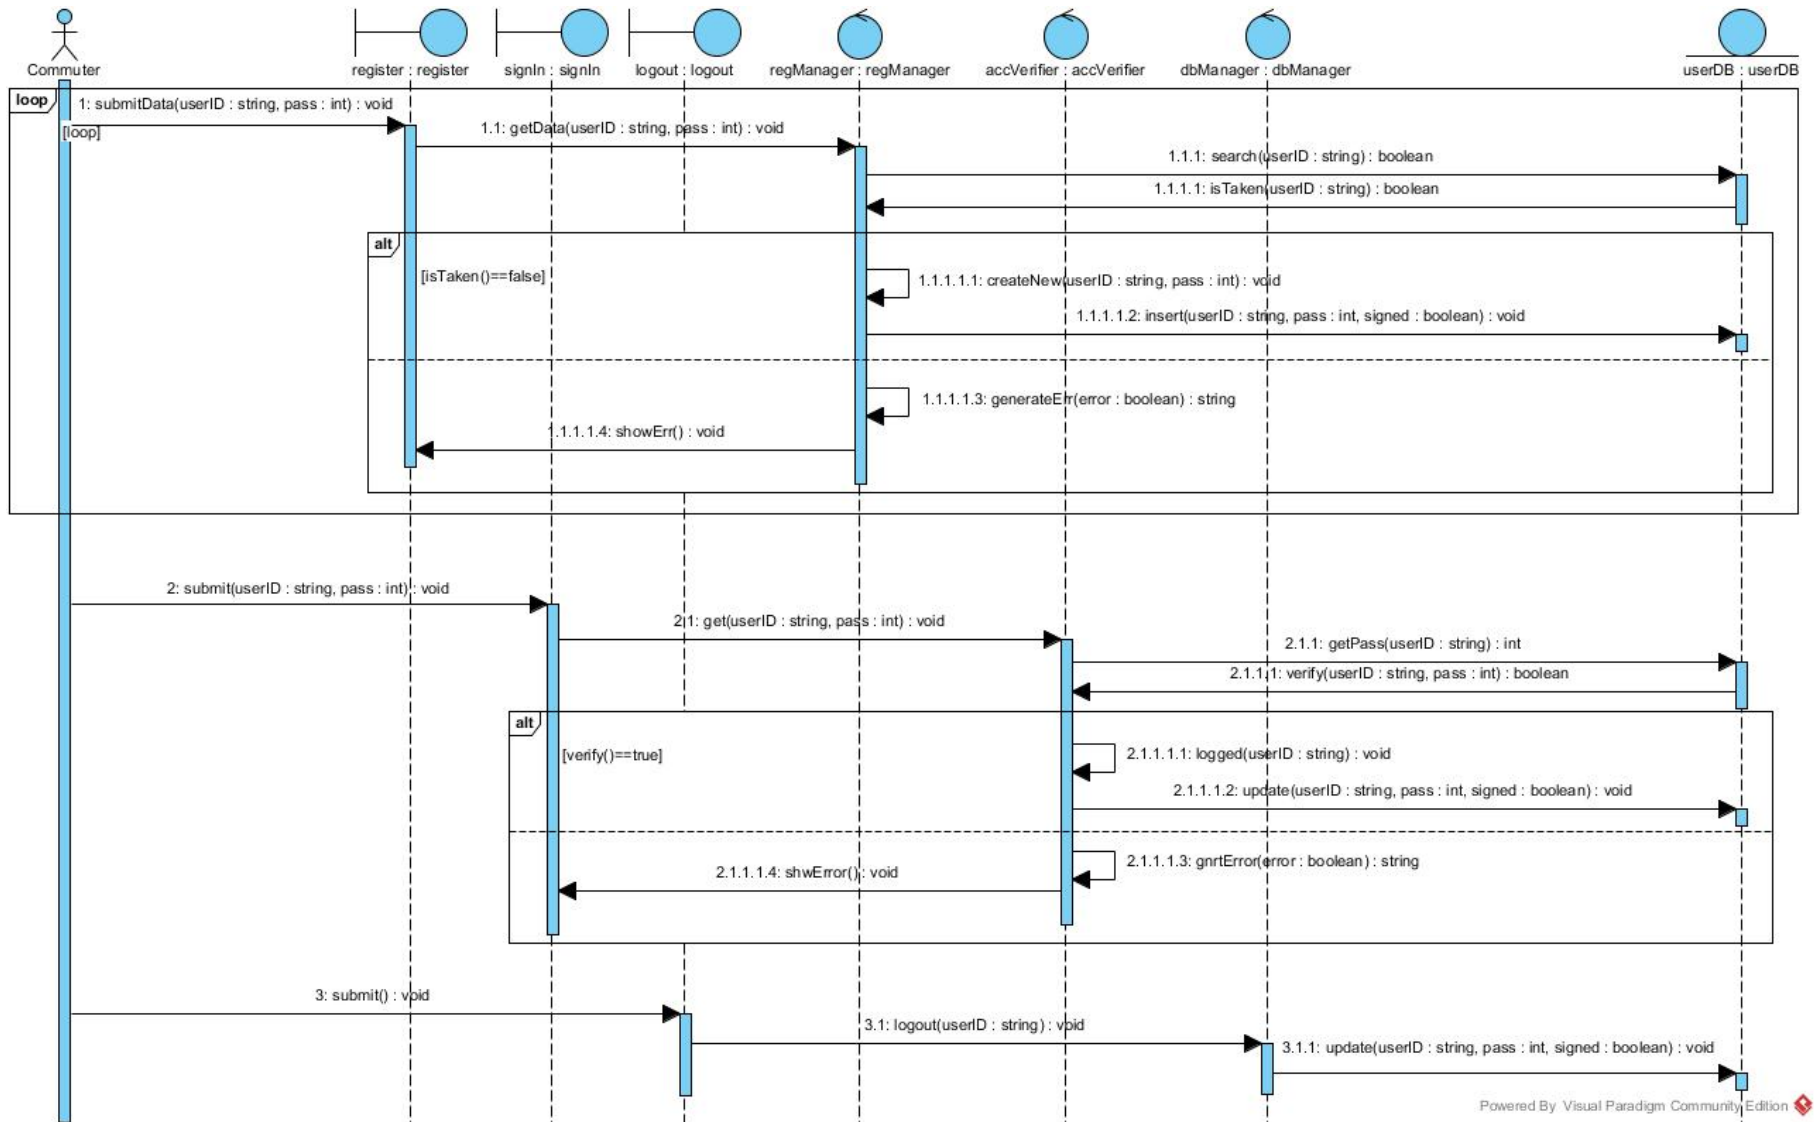 Commuter
register : register
signIn : signIn
logout : logout
regManager : regManager
accVerifier : accVerifier
dbManager : dbManager
userDB : userDB
loop
1: submitData(userID : string, pass : int) : void
[loop]
1.1: getData(userID : string, pass : int) : void
1.1.1: search(userID : string) : boolean
1.1.1.1: isTaken(userID : string) : boolean
alt
[isTaken()==false]
1.1.1.1.1: createNew(userID : string, pass : int) : void
1.1.1.1.2: insert(userID : string, pass : int, signed : boolean) : void
1.1.1.1.3: generateErr(error : boolean) : string
1.1.1.1.4: showErr() : void
2: submit(userID : string, pass : int) : void
2.1: get(userID : string, pass : int) : void
2.1.1: getPass(userID : string) : int
2.1.1.1: verify(userID : string, pass : int) : boolean
alt
[verify()==true]
2.1.1.1.1: logged(userID : string) : void
2.1.1.1.2: update(userID : string, pass : int, signed : boolean) : void
2.1.1.1.3: gnrtError(error : boolean) : string
2.1.1.1.4: shwError() : void
3: submit() : void
3.1: logout(userID : string) : void
3.1.1: update(userID : string, pass : int, signed : boolean) : void
Powered By Visual Paradigm Community Edition